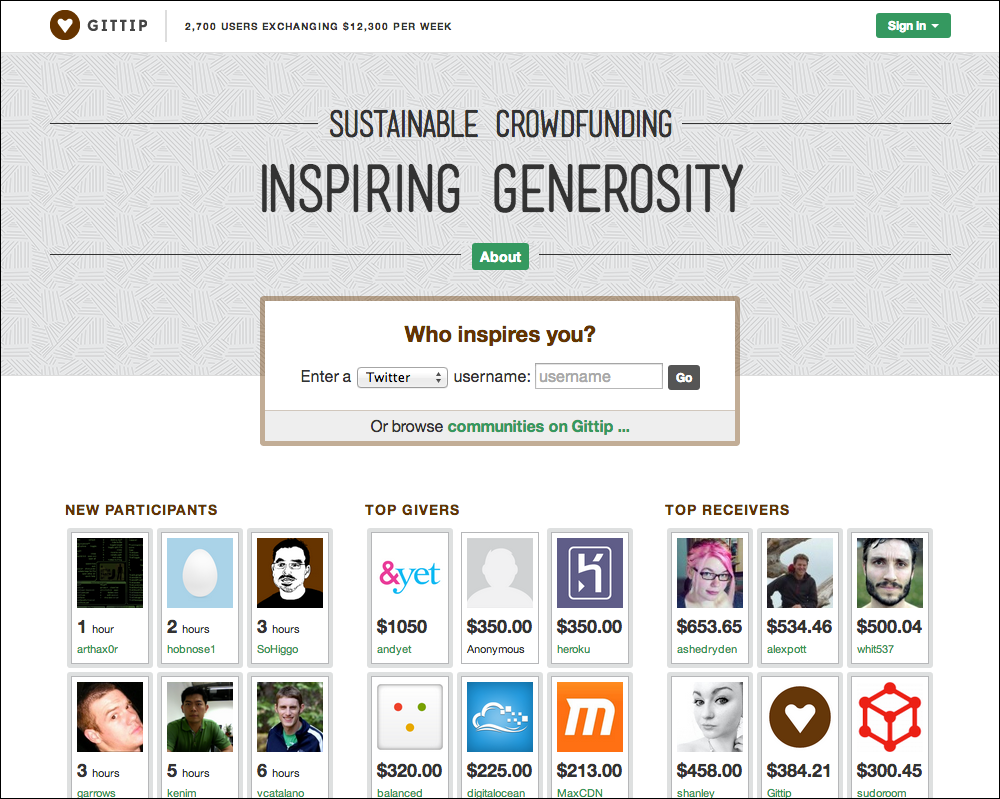 GITTIP
2,700 USERS EXCHANGING $12,300 PER WEEK
Sign in
SUSTAINABLE CROWDFUNDING
INSPIRING GENEROSITY
About
Who inspires you?
Enter a Twitter username: username Go
Or browse communities on Gittip ...
NEW PARTICIPANTS
1 hour
arthax0r
2 hours
hobnose1
3 hours
SoHiggo
3 hours
garrows
5 hours
kenim
6 hours
vcatalano
TOP GIVERS
&yet
$1050
andyet
$350.00
Anonymous
$350.00
heroku
$320.00
balanced
$225.00
digitalocean
m
$213.00
MaxCDN
TOP RECEIVERS
$653.65
ashedryden
$534.46
alexpott
$500.04
whit537
$458.00
shanley
$384.21
Gittip
$300.45
sudoroom